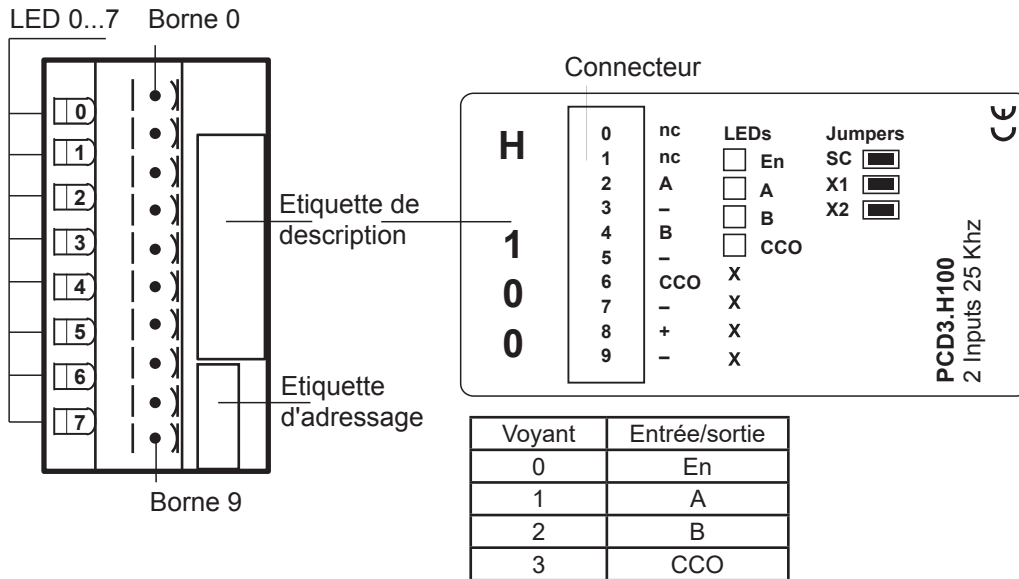 LED 0...7 Borne 0
0
1
2
3
4
5
6
7
Borne 9
Etiquette de
description
Etiquette
d'adressage
Connecteur
H
1
0
0
0 nc
1 nc
2 A
3 –
4 B
5 –
6 CCO
7 –
8 +
9 –
LEDs
En
A
B
CCO
X
X
X
X
Jumpers
SC
X1
X2
CE
PCD3.H100
2 Inputs 25 Khz
Voyant Entrée/sortie
0 En
1 A
2 B
3 CCO